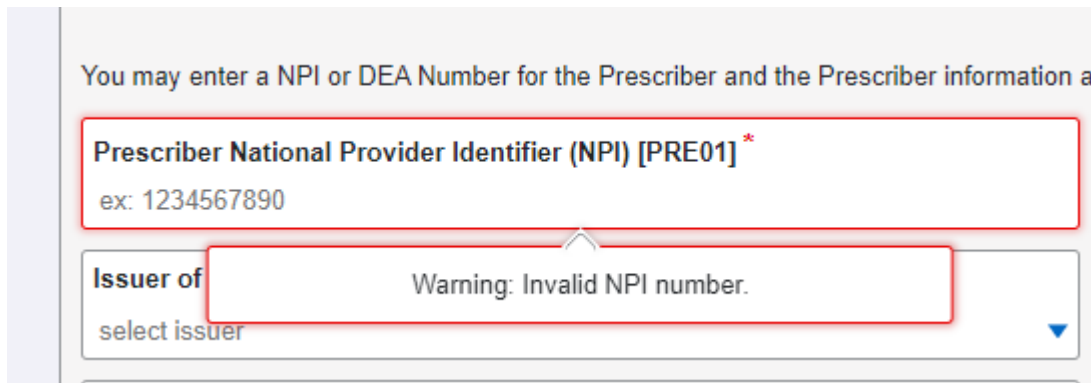 You may enter a NPI or DEA Number for the Prescriber and the Prescriber information a
Prescriber National Provider Identifier (NPI) [PRE01] *
ex: 1234567890
Warning: Invalid NPI number.
Issuer of
select issuer